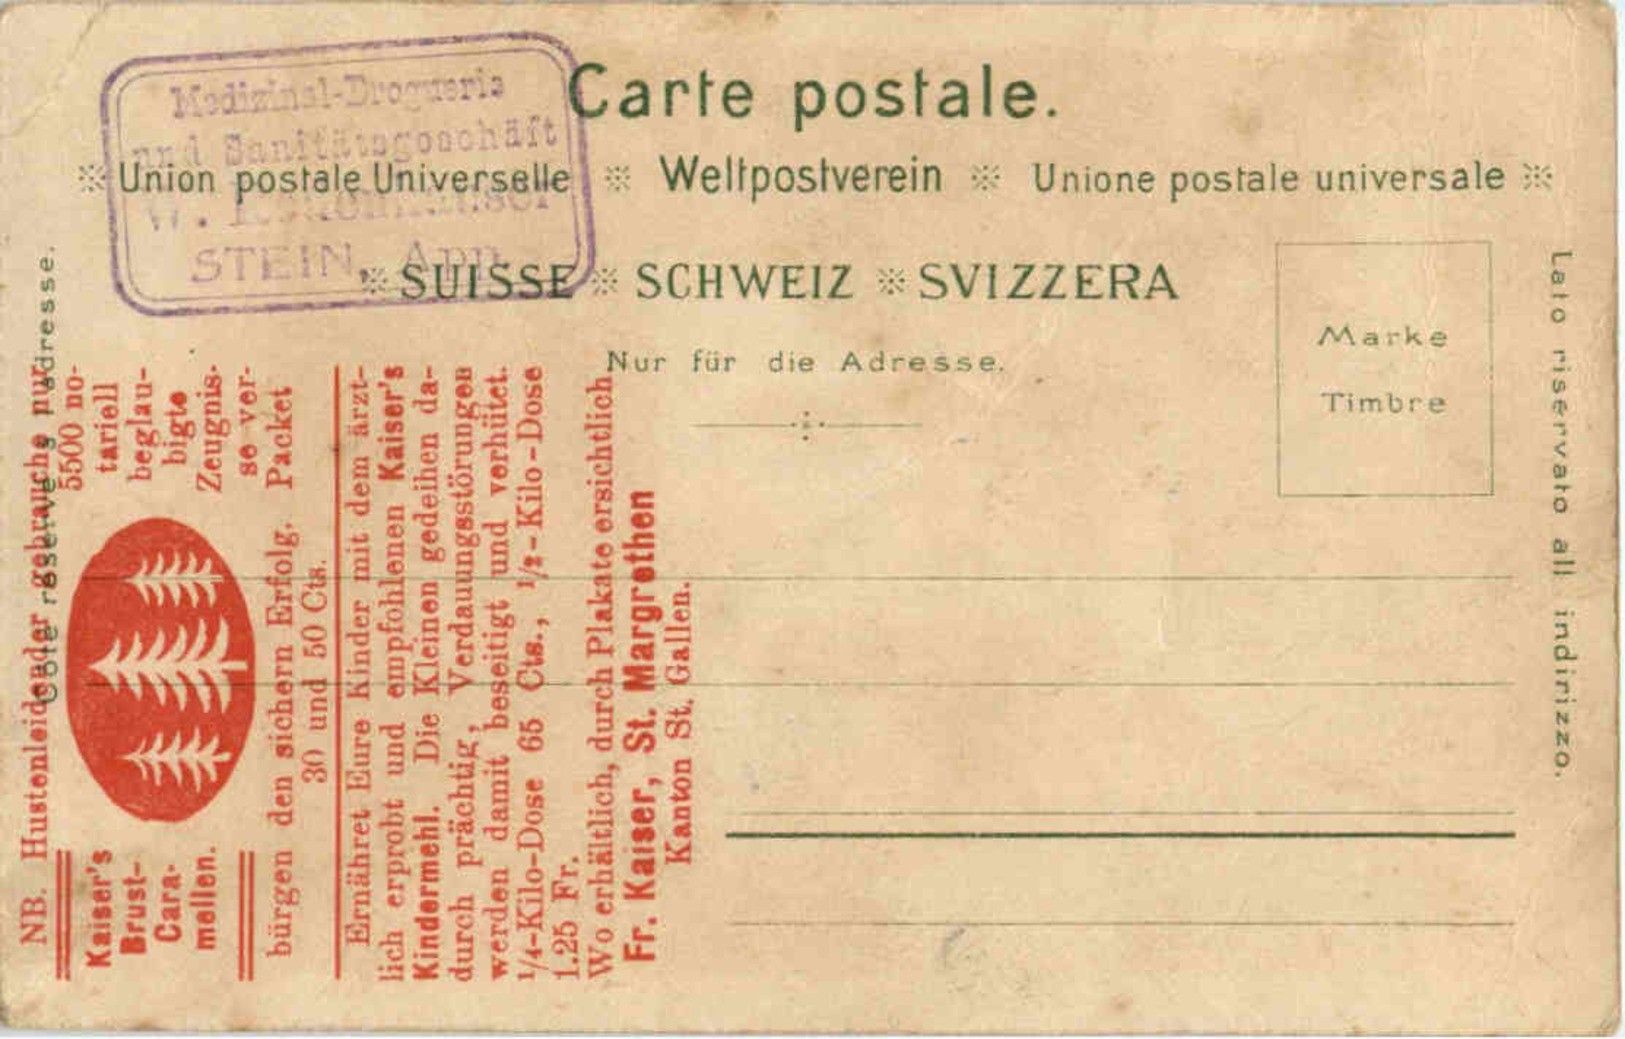 Medizinal-Droguerie
und Sanitätsgeschäft
W.
STEIN, App.
Carte postale.
Union postale Universelle Weltpostverein Unione postale universale
SUISSE SCHWEIZ SVIZZERA
Nur für die Adresse.
Marke
Timbre
Côté réservé à l'adresse.
Lato riservato all indirizzo.
NB. Hustenleidender gebrauche nur
Kaiser's
Brust-
Cara-
mellen.
5500 no-
tariell
beglau-
bigte
Zeugnis-
se ver-
bürgen den sichern Erfolg. Packet
30 und 50 Cts.
Ernähret Eure Kinder mit dem ärzt-
lich erprobt und empfohlenen Kaiser's
Kindermehl. Die Kleinen gedeihen da-
durch prächtig, Verdauungsstörungen
werden damit beseitigt und verhütet.
1/4-Kilo-Dose 65 Cts., 1/2-Kilo-Dose
1.25 Fr.
Wo erhältlich, durch Plakate ersichtlich
Fr. Kaiser, St. Margrethen
Kanton St. Gallen.